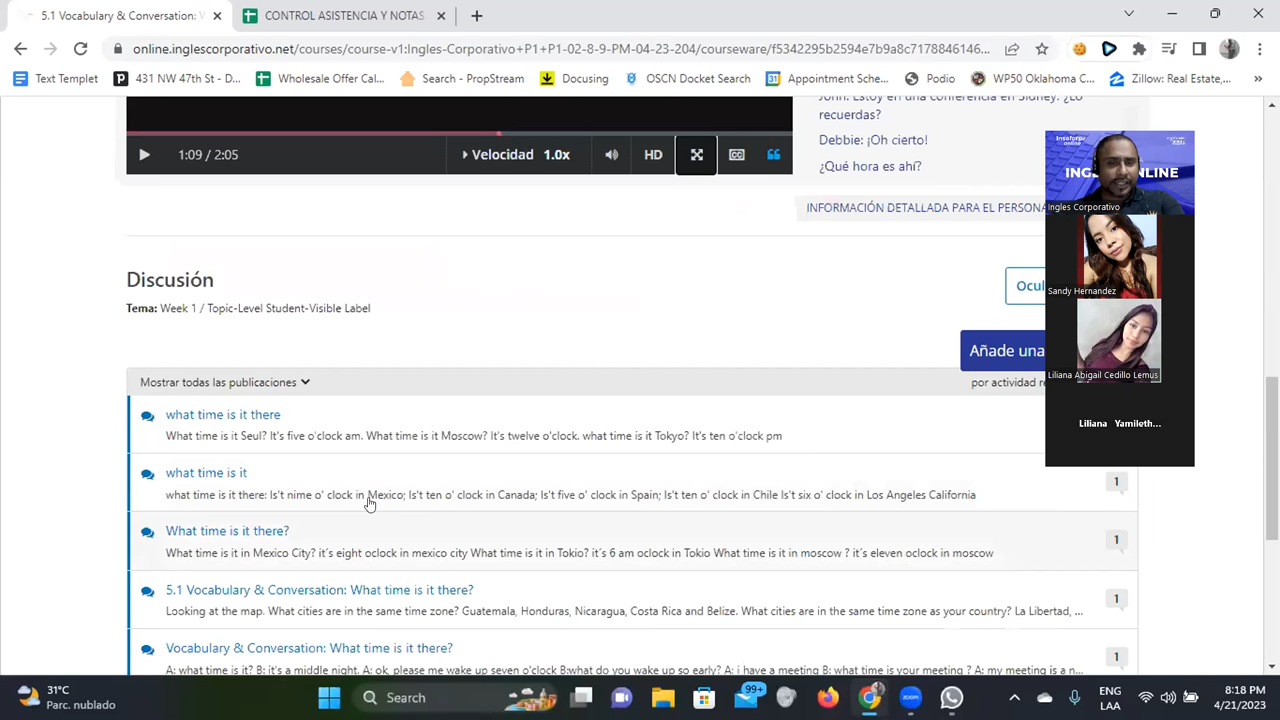 5.1 Vocabulary & Conversation: W
CONTROL ASISTENCIA Y NOTAS
online.inglescorporativo.net/courses/course-v1:Ingles-Corporativo+P1+P1-02-8-9-PM-04-23-204/courseware/f5342295b2594e7b9a8c7178846146...
Text Templet
431 NW 47th St - D...
Wholesale Offer Cal...
Search - PropStream
Docusing
OSCN Docket Search
Appointment Sche...
Podio
WP50 Oklahoma C...
Zillow: Real Estate,...
»
John: Estoy en una conferencia en Sidney. ¿Lo
recuerdas?
Debbie: ¡Oh cierto!
¿Qué hora es ahí?
1:09 / 2:05
Velocidad 1.0x
HD
INFORMACIÓN DETALLADA PARA EL PERSONA
Ingles Corporativo
Sandy Hernandez
Liliana Abigail Cedillo Lemus
Liliana Yamileth...
Discusión
Ocul
Tema: Week 1 / Topic-Level Student-Visible Label
Añade una
Mostrar todas las publicaciones
por actividad re
what time is it there
What time is it Seul? It's five o'clock am. What time is it Moscow? It's twelve o'clock. what time is it Tokyo? It's ten o'clock pm
what time is it
what time is it there: Is't nime o' clock in Mexico; Is't ten o' clock in Canada; Is't five o' clock in Spain; Is't ten o' clock in Chile Is't six o' clock in Los Angeles California
1
What time is it there?
What time is it in Mexico City? it´s eight oclock in mexico city What time is it in Tokio? it´s 6 am oclock in Tokio What time is it in moscow ? it´s eleven oclock in moscow
1
5.1 Vocabulary & Conversation: What time is it there?
Looking at the map. What cities are in the same time zone? Guatemala, Honduras, Nicaragua, Costa Rica and Belize. What cities are in the same time zone as your country? La Libertad, ...
1
Vocabulary & Conversation: What time is it there?
A: what time is it? B: it's a middle night. A: ok, please me wake up seven o'clock B:what do you wake up so early? A: i have a meeting B: what time is your meeting ? A: my meeting is a n...
1
31°C
Parc. nublado
Search
99+
ENG
LAA
8:18 PM
4/21/2023